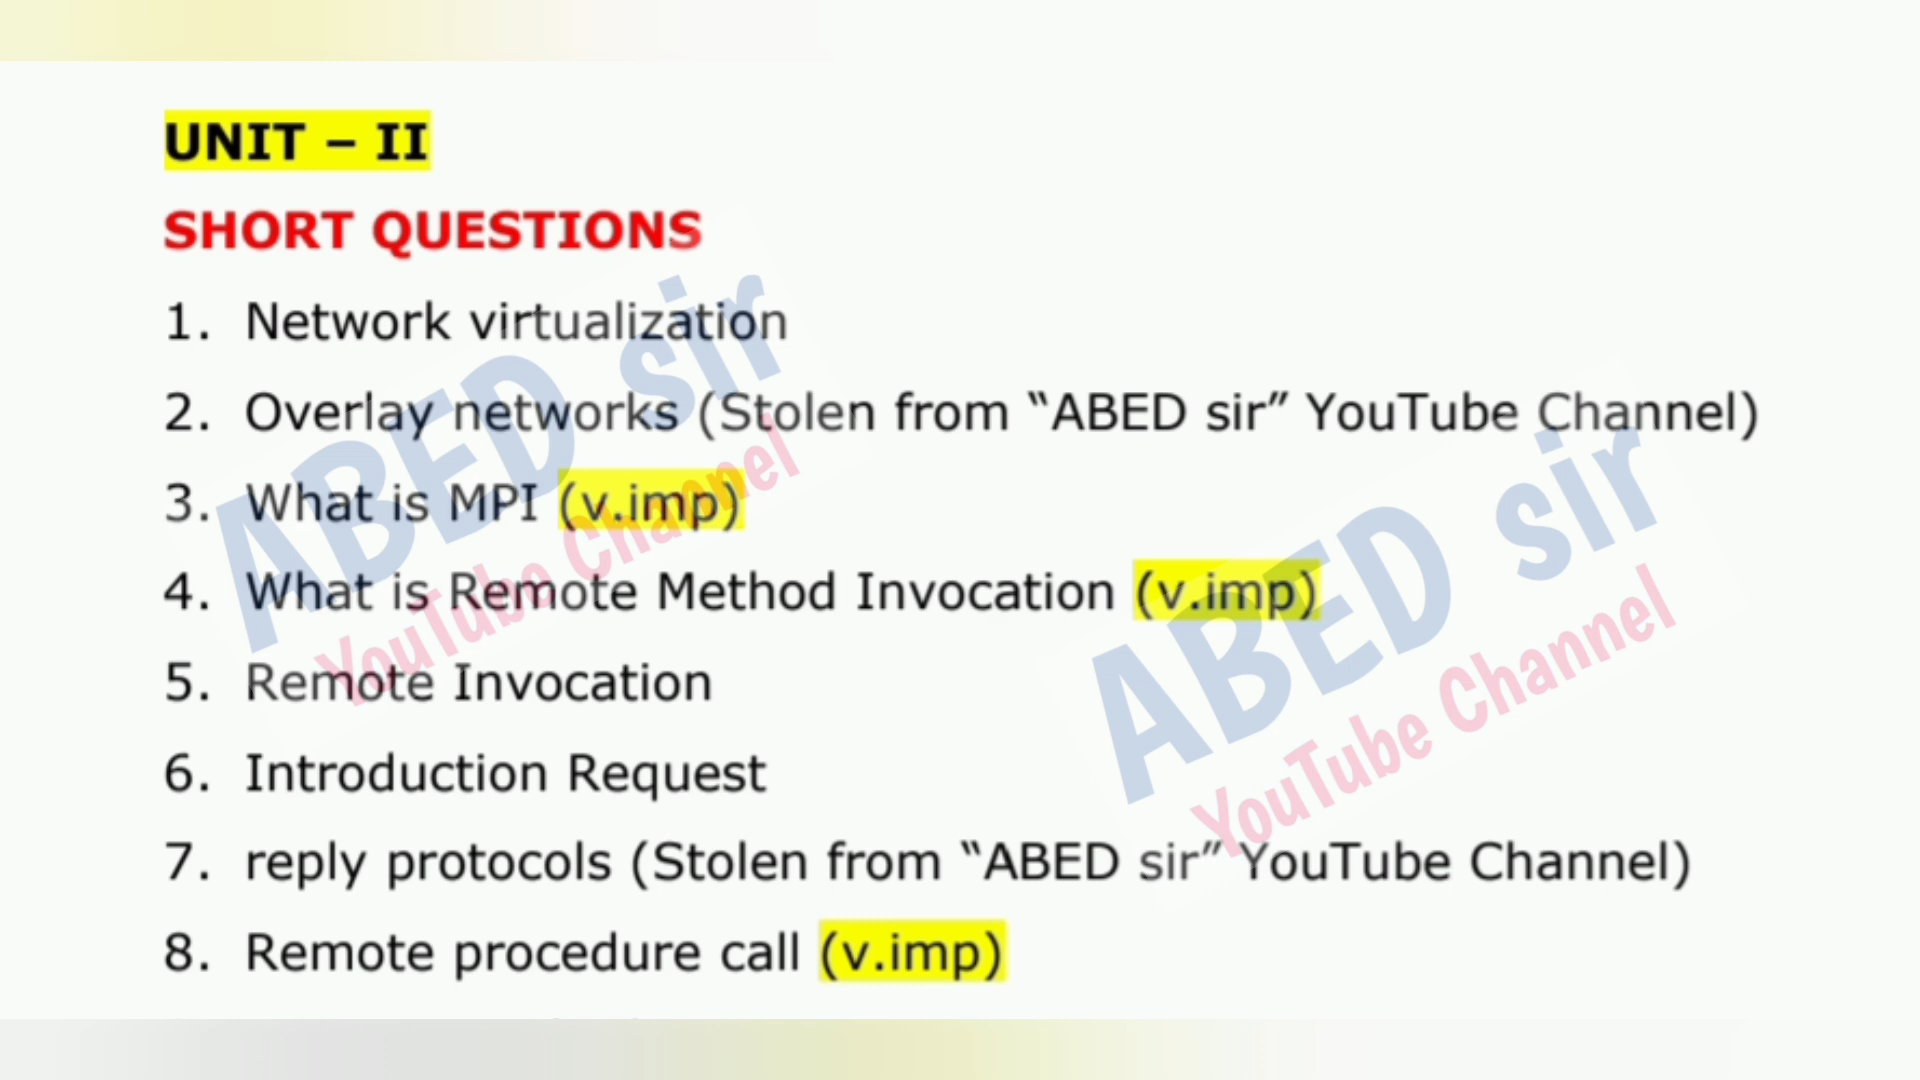 UNIT – II
SHORT QUESTIONS
1. Network virtualization
2. Overlay networks (Stolen from “ABED sir” YouTube Channel)
3. What is MPI (v.imp)
4. What is Remote Method Invocation (v.imp)
5. Remote Invocation
6. Introduction Request
7. reply protocols (Stolen from “ABED sir” YouTube Channel)
8. Remote procedure call (v.imp)
ABED sir
YouTube Channel
ABED sir
YouTube Channel